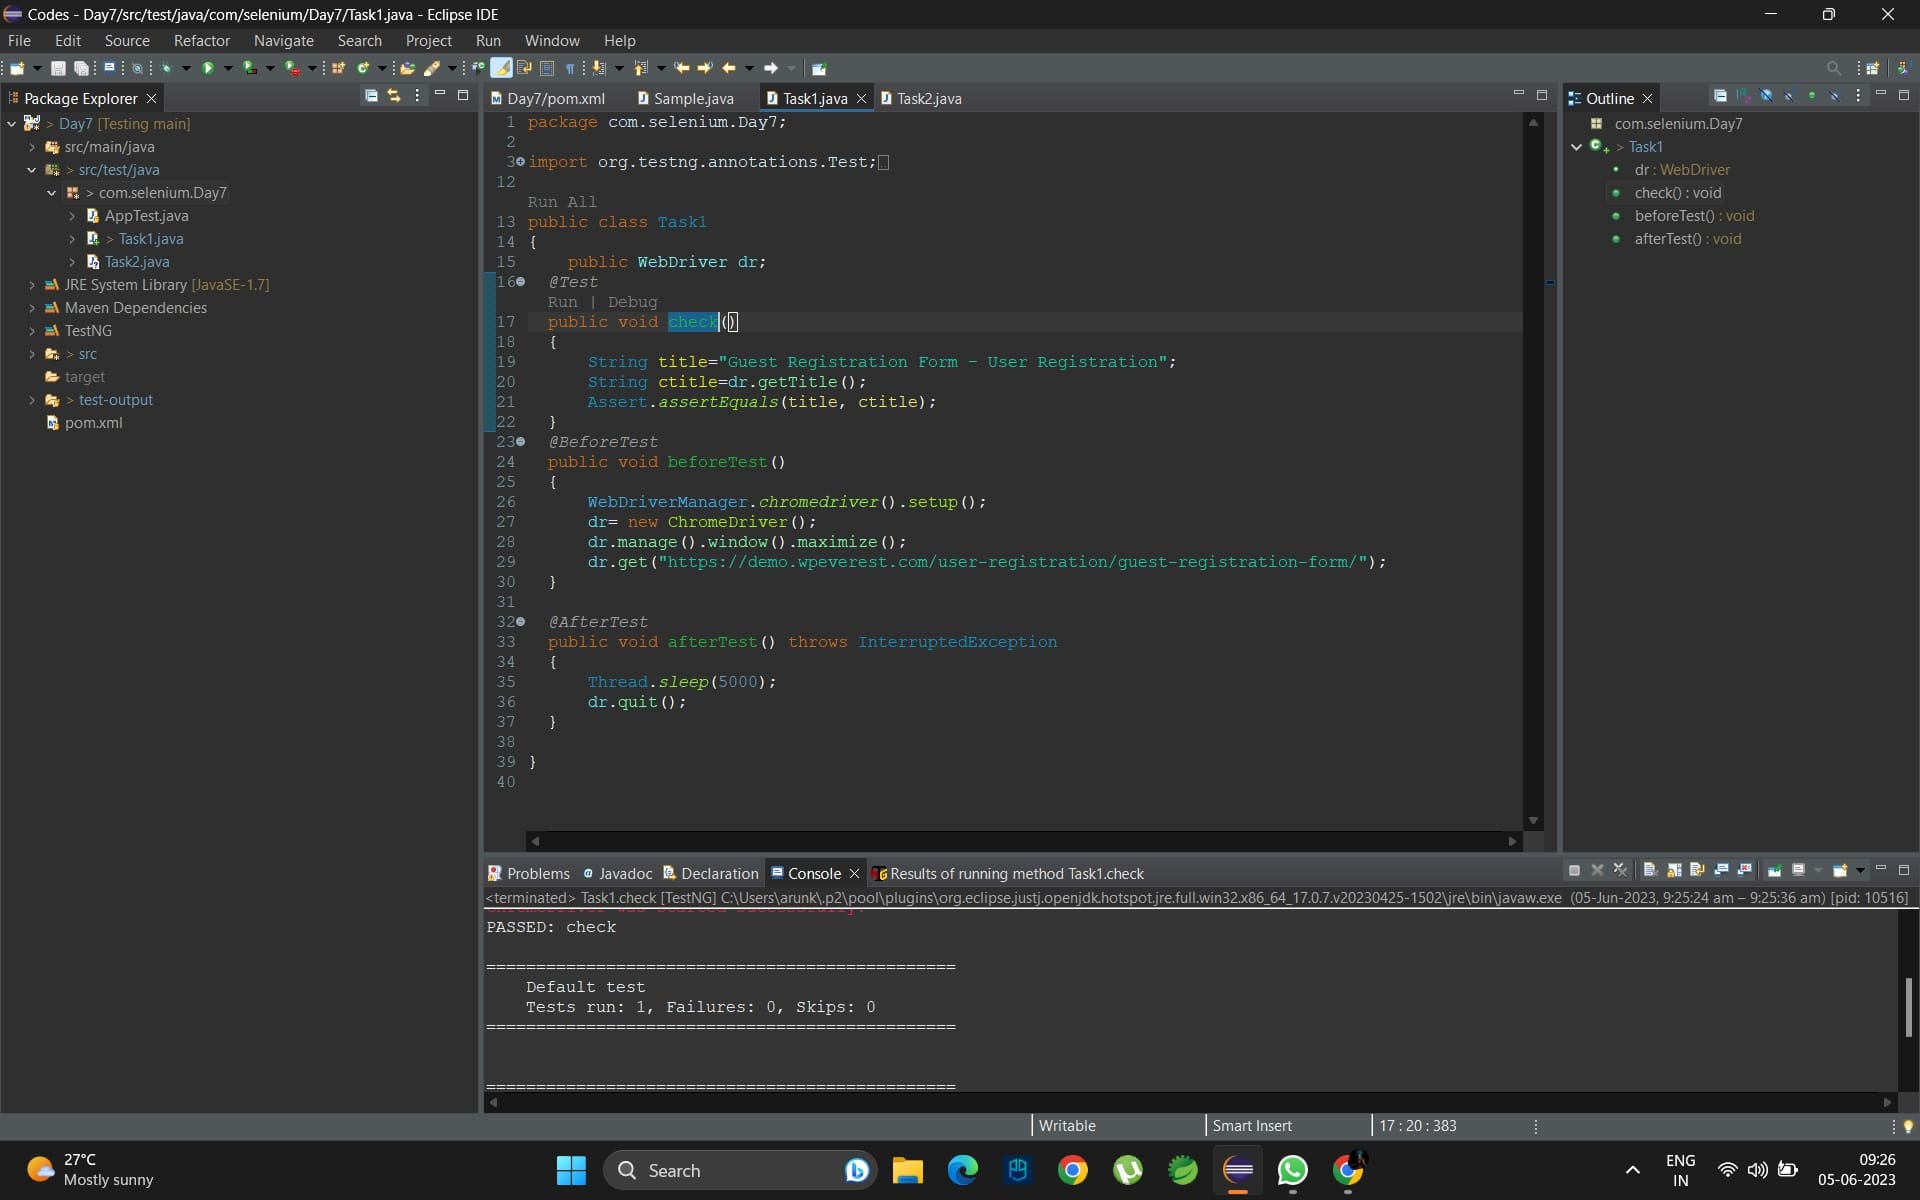 Codes - Day7/src/test/java/com/selenium/Day7/Task1.java - Eclipse IDE
File Edit Source Refactor Navigate Search Project Run Window Help
Package Explorer
Day7/pom.xml Sample.java Task1.java Task2.java
Outline
> Day7 [Testing main]
src/main/java
> src/test/java
> com.selenium.Day7
AppTest.java
> Task1.java
Task2.java
JRE System Library [JavaSE-1.7]
Maven Dependencies
TestNG
> src
target
> test-output
pom.xml
1 package com.selenium.Day7;
2
3 import org.testng.annotations.Test;
12
Run All
13 public class Task1
14 {
15 public WebDriver dr;
16 @Test
Run | Debug
17 public void check()
18 {
19 String title="Guest Registration Form – User Registration";
20 String ctitle=dr.getTitle();
21 Assert.assertEquals(title, ctitle);
22 }
23 @BeforeTest
24 public void beforeTest()
25 {
26 WebDriverManager.chromedriver().setup();
27 dr= new ChromeDriver();
28 dr.manage().window().maximize();
29 dr.get("https://demo.wpeverest.com/user-registration/guest-registration-form/");
30 }
31
32 @AfterTest
33 public void afterTest() throws InterruptedException
34 {
35 Thread.sleep(5000);
36 dr.quit();
37 }
38
39 }
40
com.selenium.Day7
> Task1
dr : WebDriver
check() : void
beforeTest() : void
afterTest() : void
Problems Javadoc Declaration Console Results of running method Task1.check
<terminated> Task1.check [TestNG] C:\Users\arunk\.p2\pool\plugins\org.eclipse.justj.openjdk.hotspot.jre.full.win32.x86_64_17.0.7.v20230425-1502\jre\bin\javaw.exe (05-Jun-2023, 9:25:24 am – 9:25:36 am) [pid: 10516]
ChromeDriver was started successfully.
PASSED: check
===============================================
Default test
Tests run: 1, Failures: 0, Skips: 0
===============================================
===============================================
Writable Smart Insert 17 : 20 : 383
27°C
Mostly sunny
Search
ENG
IN
09:26
05-06-2023